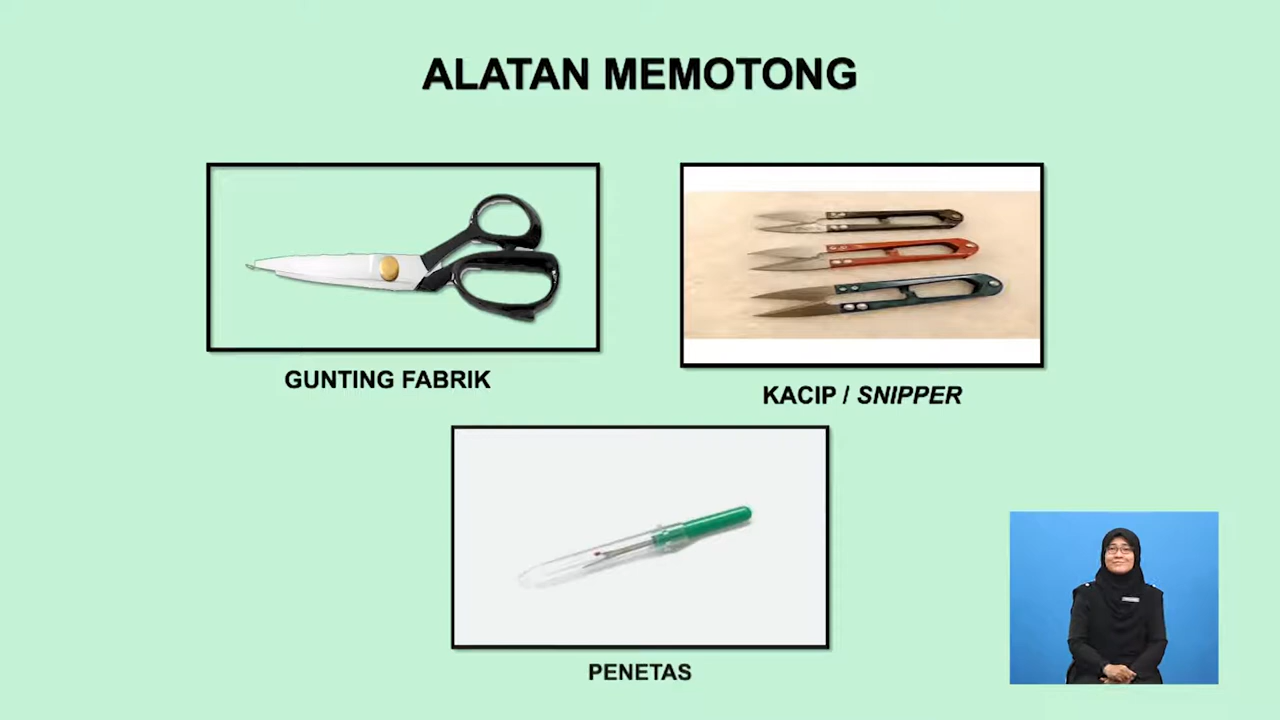 ALATAN MEMOTONG
GUNTING FABRIK
KACIP / SNIPPER
PENETAS